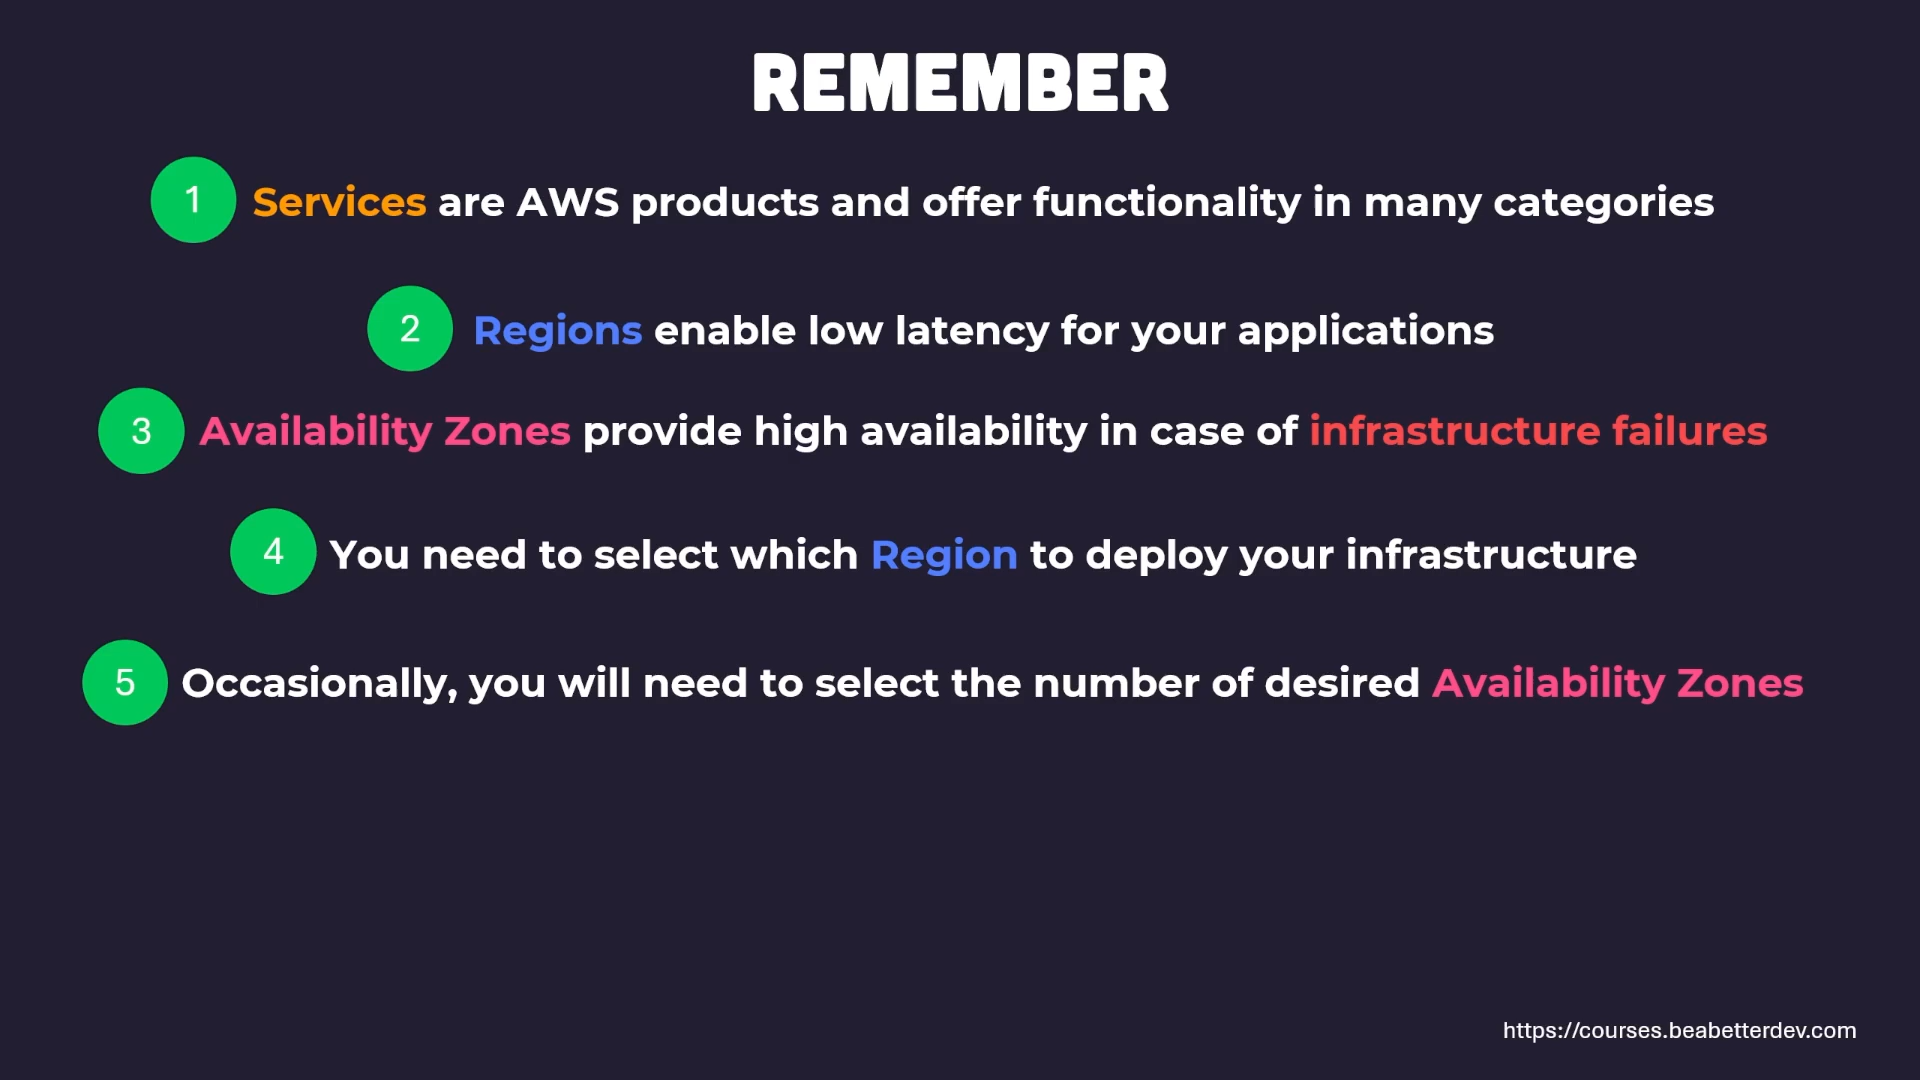 REMEMBER
1 Services are AWS products and offer functionality in many categories
2 Regions enable low latency for your applications
3 Availability Zones provide high availability in case of infrastructure failures
4 You need to select which Region to deploy your infrastructure
5 Occasionally, you will need to select the number of desired Availability Zones
https://courses.beabetterdev.com